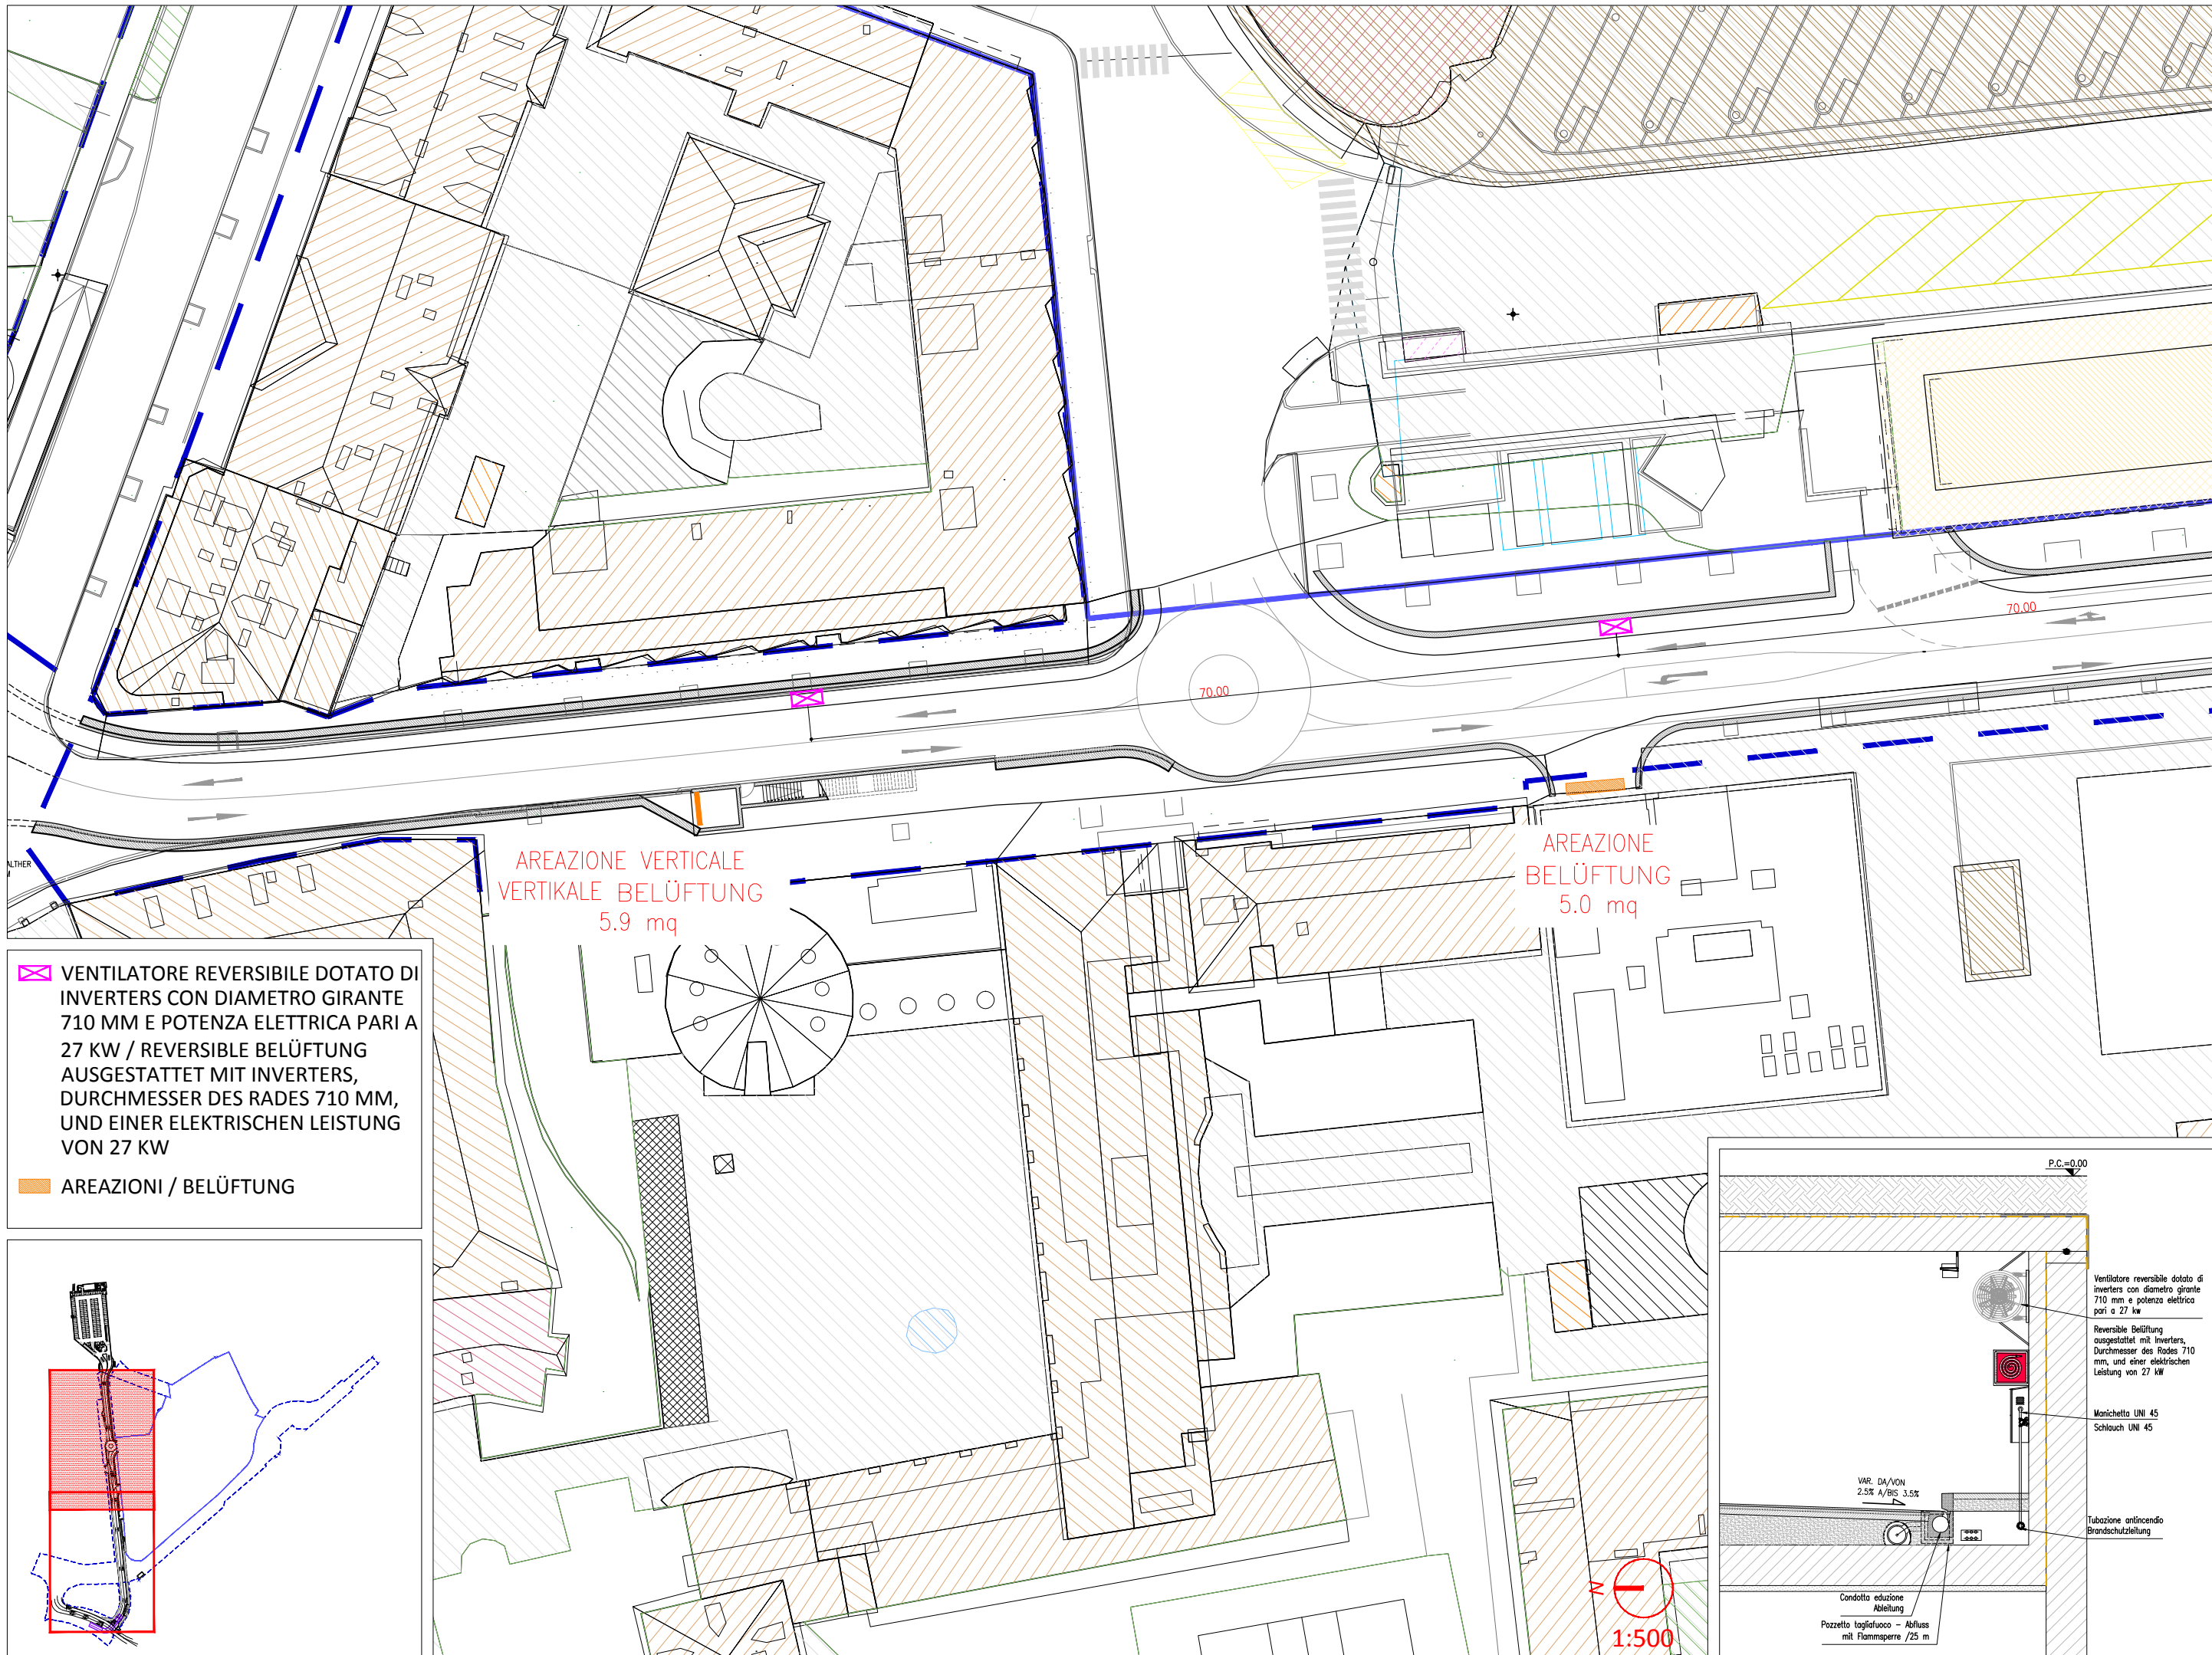 70.00
70.00
AREAZIONE VERTICALE
VERTIKALE BELÜFTUNG
5.9 mq
AREAZIONE
BELÜFTUNG
5.0 mq
VENTILATORE REVERSIBILE DOTATO DI
INVERTERS CON DIAMETRO GIRANTE
710 MM E POTENZA ELETTRICA PARI A
27 KW / REVERSIBLE BELÜFTUNG
AUSGESTATTET MIT INVERTERS,
DURCHMESSER DES RADES 710 MM,
UND EINER ELEKTRISCHEN LEISTUNG
VON 27 KW
AREAZIONI / BELÜFTUNG
N
1:500
P.C.=0.00
Ventilatore reversibile dotato di
inverters con diametro girante
710 mm e potenza elettrica
pari a 27 kw
Reversible Belüftung
ausgestattet mit Inverters,
Durchmesser des Rades 710
mm, und einer elektrischen
Leistung von 27 kW
Manichetta UNI 45
Schlauch UNI 45
VAR. DA/VON
2.5% A/BIS 3.5%
Tubazione antincendio
Brandschutzleitung
Condotta eduzione
Ableitung
Pozzetto tagliafuoco - Abfluss
mit Flammsperre /25 m